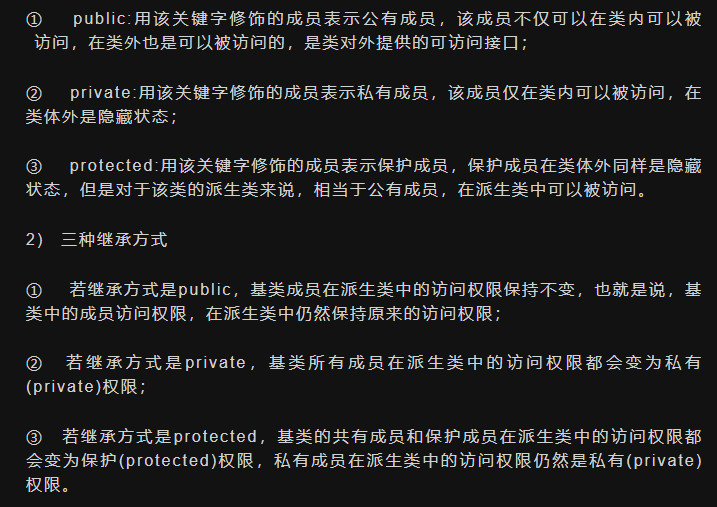 ① public:用该关键字修饰的成员表示公有成员，该成员不仅可以在类内可以被
访问，在类外也是可以被访问的，是类对外提供的可访问接口；
② private:用该关键字修饰的成员表示私有成员，该成员仅在类内可以被访问，在
类体外是隐藏状态；
③ protected:用该关键字修饰的成员表示保护成员，保护成员在类体外同样是隐藏
状态，但是对于该类的派生类来说，相当于公有成员，在派生类中可以被访问。
2) 三种继承方式
① 若继承方式是public，基类成员在派生类中的访问权限保持不变，也就是说，基
类中的成员访问权限，在派生类中仍然保持原来的访问权限；
② 若继承方式是private，基类所有成员在派生类中的访问权限都会变为私有
(private)权限；
③ 若继承方式是protected，基类的共有成员和保护成员在派生类中的访问权限都
会变为保护(protected)权限，私有成员在派生类中的访问权限仍然是私有(private)
权限。